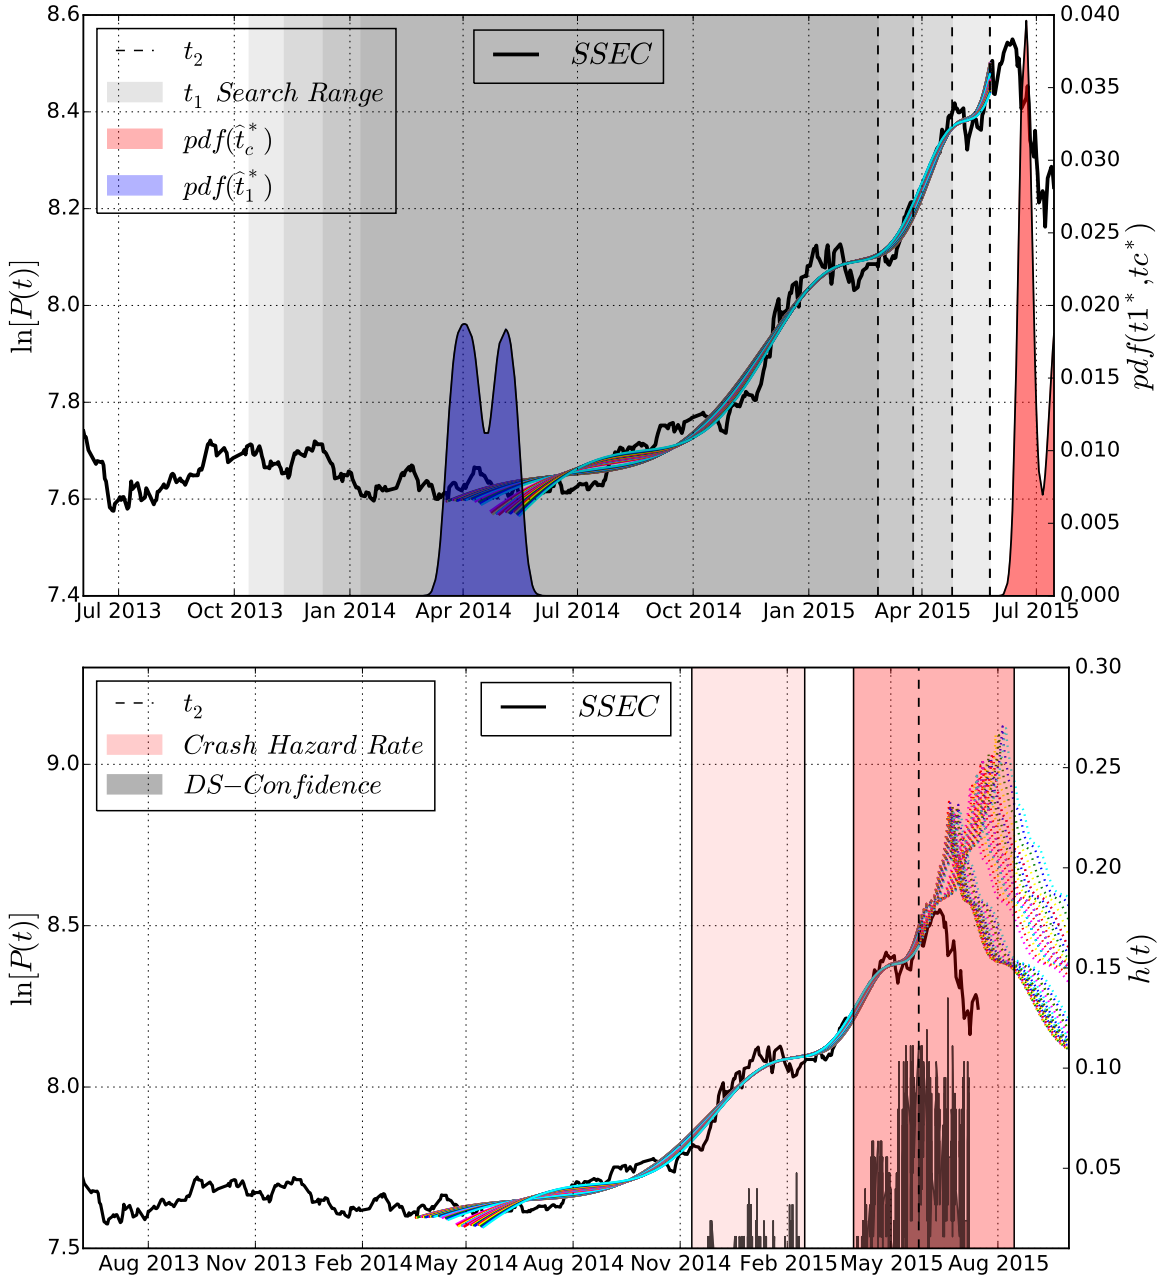 8.6
8.4
8.2
8.0
7.8
7.6
7.4
ln[P(t)]
t₂
t₁ Search Range
pdf(t̂*_c)
pdf(t̂*_1)
SSEC
0.040
0.035
0.030
0.025
0.020
0.015
0.010
0.005
0.000
pdf(t1*,tc*)
Jul 2013
Oct 2013
Jan 2014
Apr 2014
Jul 2014
Oct 2014
Jan 2015
Apr 2015
Jul 2015
9.0
8.5
8.0
7.5
ln[P(t)]
t₂
Crash Hazard Rate
DS−Confidence
SSEC
0.30
0.25
0.20
0.15
0.10
0.05
h(t)
Aug 2013
Nov 2013
Feb 2014
May 2014
Aug 2014
Nov 2014
Feb 2015
May 2015
Aug 2015